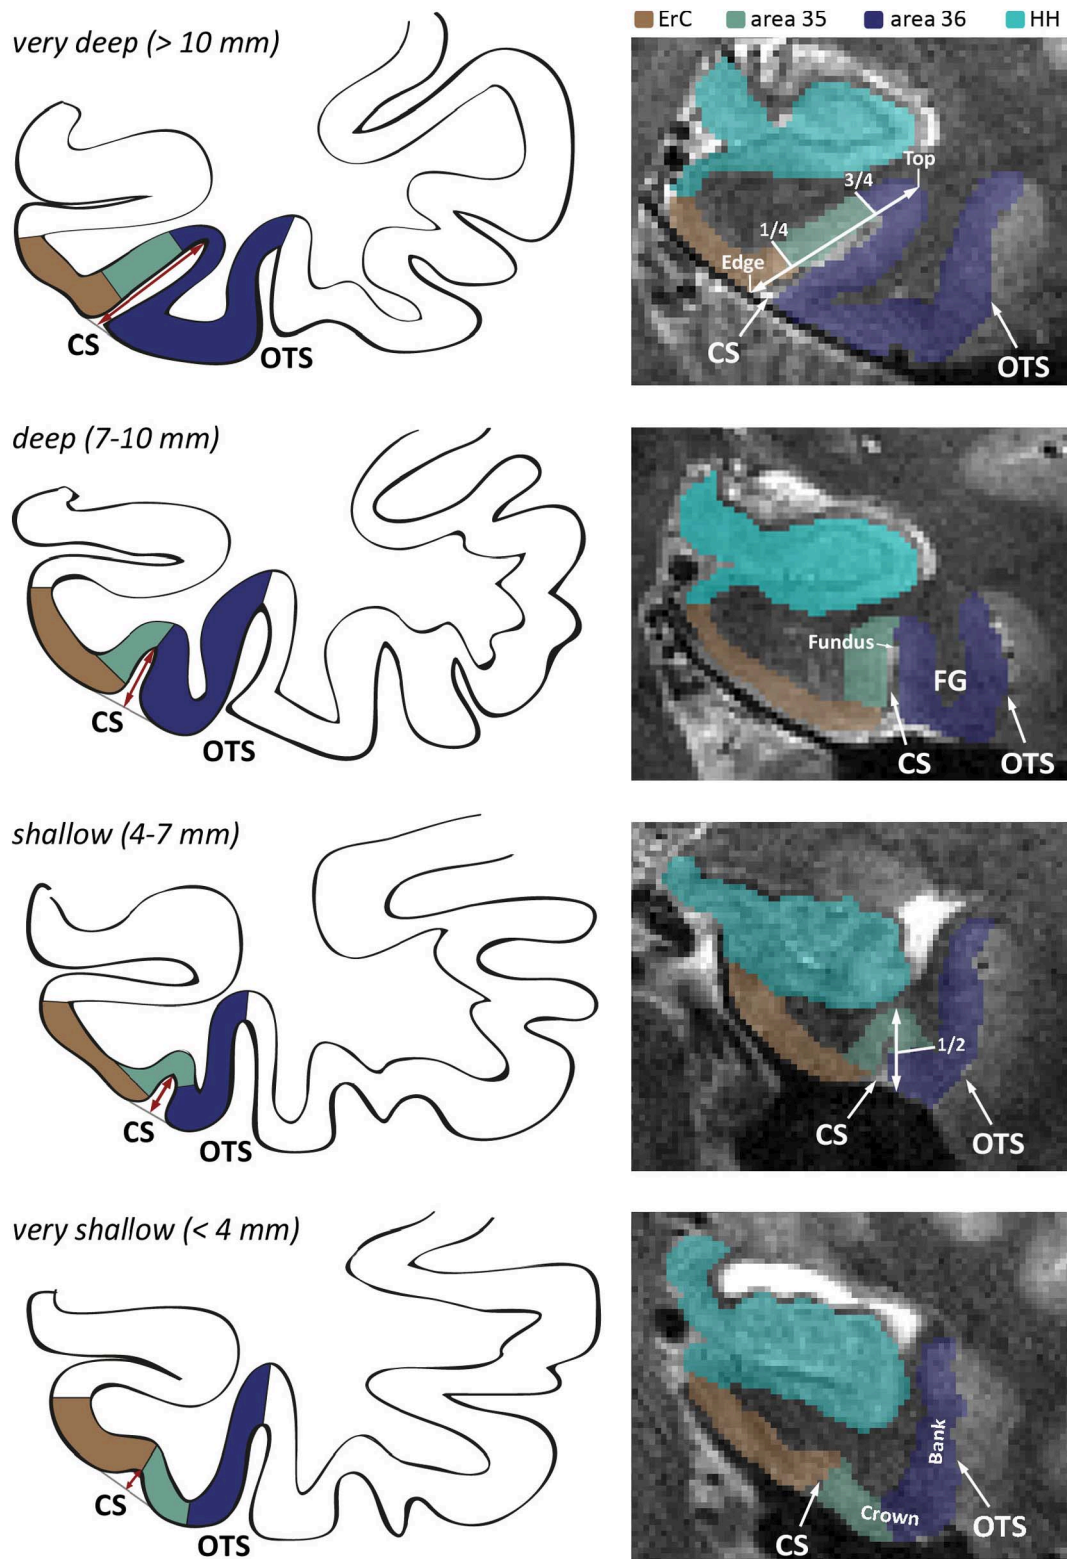 ErC area 35 area 36 HH
very deep (> 10 mm)
CS
OTS
Top
3/4
1/4
Edge
CS
OTS
deep (7-10 mm)
CS
OTS
Fundus
FG
CS
OTS
shallow (4-7 mm)
CS
OTS
1/2
CS
OTS
very shallow (< 4 mm)
CS
OTS
Bank
Crown
CS
OTS